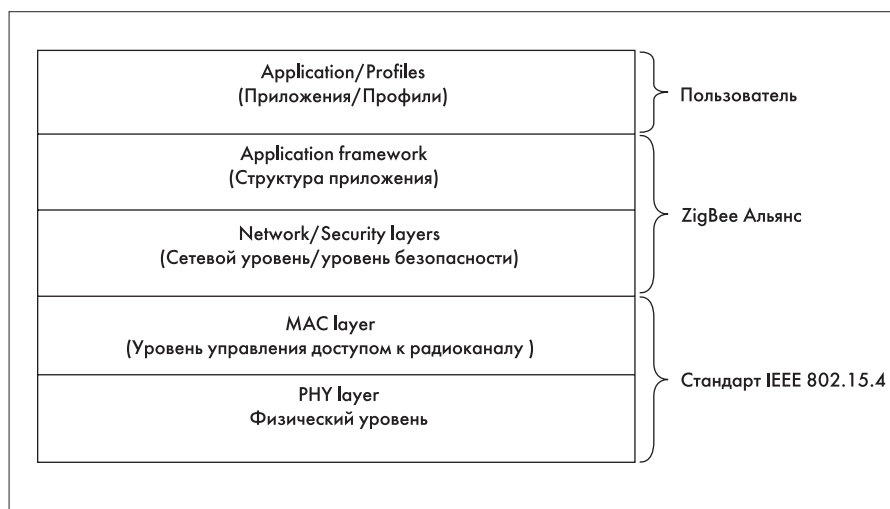 Application/Profiles
(Приложения/Профили)
Пользователь
Application framework
(Структура приложения)
ZigBee Альянс
Network/Security layers
(Сетевой уровень/уровень безопасности)
MAC layer
(Уровень управления доступом к радиоканалу )
Стандарт IEEE 802.15.4
PHY layer
Физический уровень